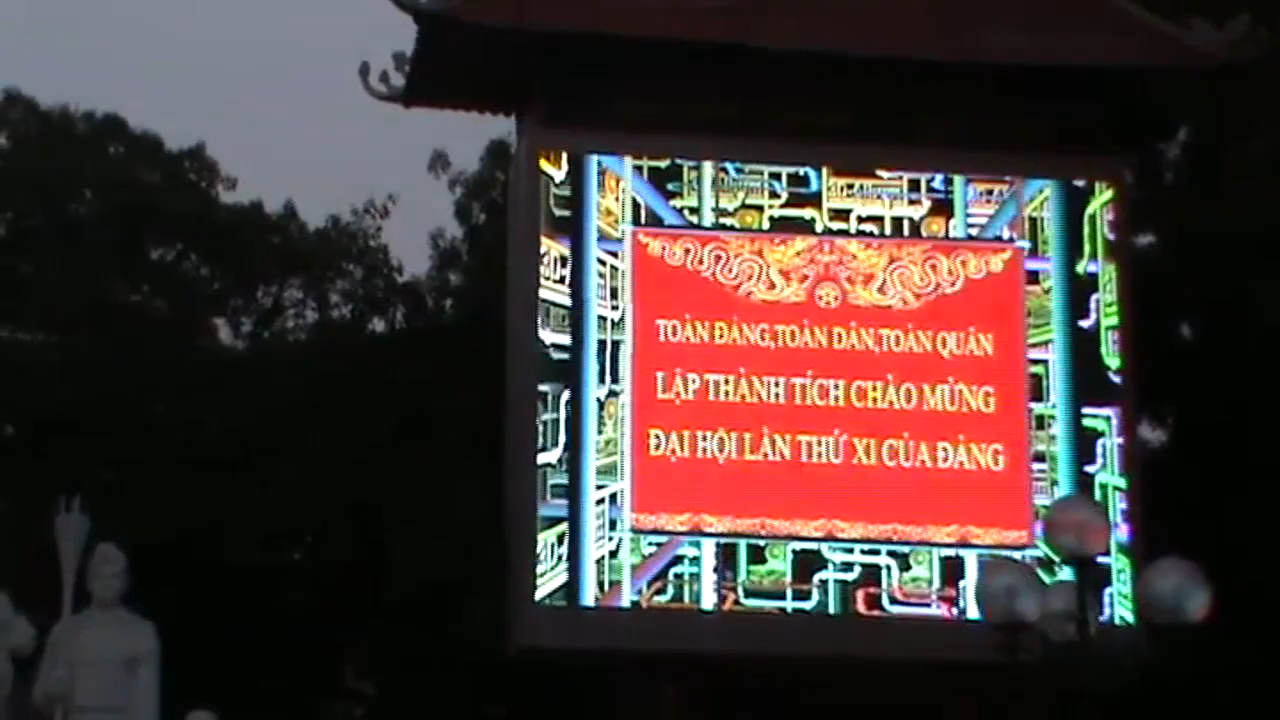 TOÀN ĐẢNG,TOÀN DÂN,TOÀN QUÂN
LẬP THÀNH TÍCH CHÀO MỪNG
ĐẠI HỘI LẦN THỨ XI CỦA ĐẢNG